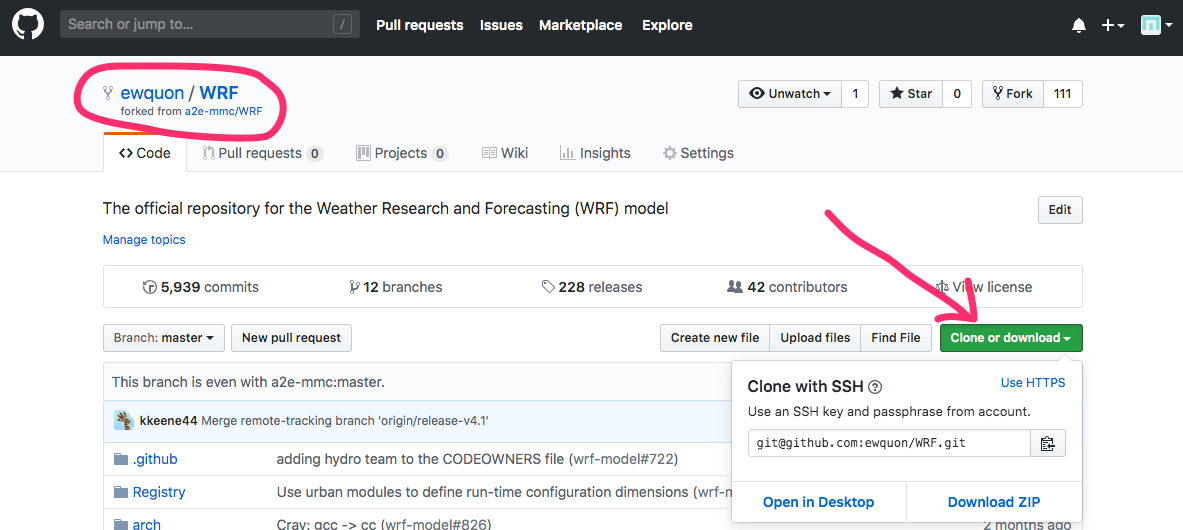 Search or jump to... /
Pull requests Issues Marketplace Explore
ewquon / WRF
forked from a2e-mmc/WRF
Unwatch 1 Star 0 Fork 111
Code Pull requests 0 Projects 0 Wiki Insights Settings
The official repository for the Weather Research and Forecasting (WRF) model
Edit
Manage topics
5,939 commits 12 branches 228 releases 42 contributors View license
Branch: master New pull request Create new file Upload files Find File Clone or download
This branch is even with a2e-mmc:master.
kkeene44 Merge remote-tracking branch 'origin/release-v4.1'
.github adding hydro team to the CODEOWNERS file (wrf-model#722)
Registry Use urban modules to define run-time configuration dimensions (wrf-m
arch Cray: gcc -> cc (wrf-model#826)
2 months ago
Clone with SSH ?
Use HTTPS
Use an SSH key and passphrase from account.
git@github.com:ewquon/WRF.git
Open in Desktop Download ZIP